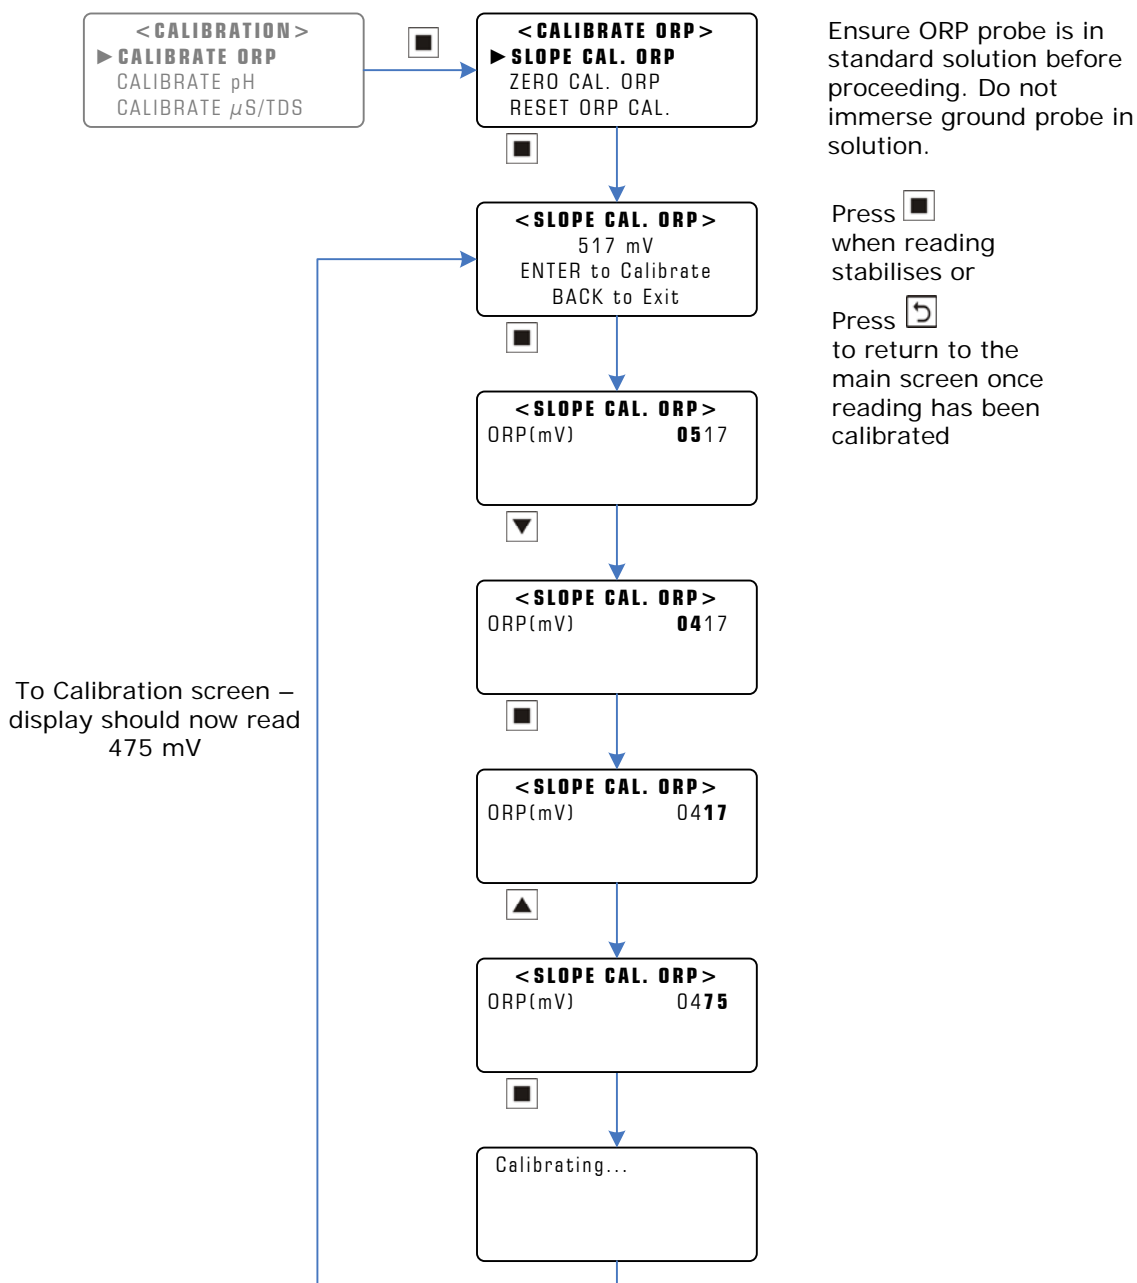 <CALIBRATION>
►CALIBRATE ORP
CALIBRATE pH
CALIBRATE µS/TDS
<CALIBRATE ORP>
►SLOPE CAL. ORP
ZERO CAL. ORP
RESET ORP CAL.
Ensure ORP probe is in
standard solution before
proceeding. Do not
immerse ground probe in
solution.
<SLOPE CAL. ORP>
517 mV
ENTER to Calibrate
BACK to Exit
Press
when reading
stabilises or
Press
to return to the
main screen once
reading has been
calibrated
<SLOPE CAL. ORP>
ORP(mV) 0517
<SLOPE CAL. ORP>
ORP(mV) 0417
To Calibration screen –
display should now read
475 mV
<SLOPE CAL. ORP>
ORP(mV) 0417
<SLOPE CAL. ORP>
ORP(mV) 0475
Calibrating...